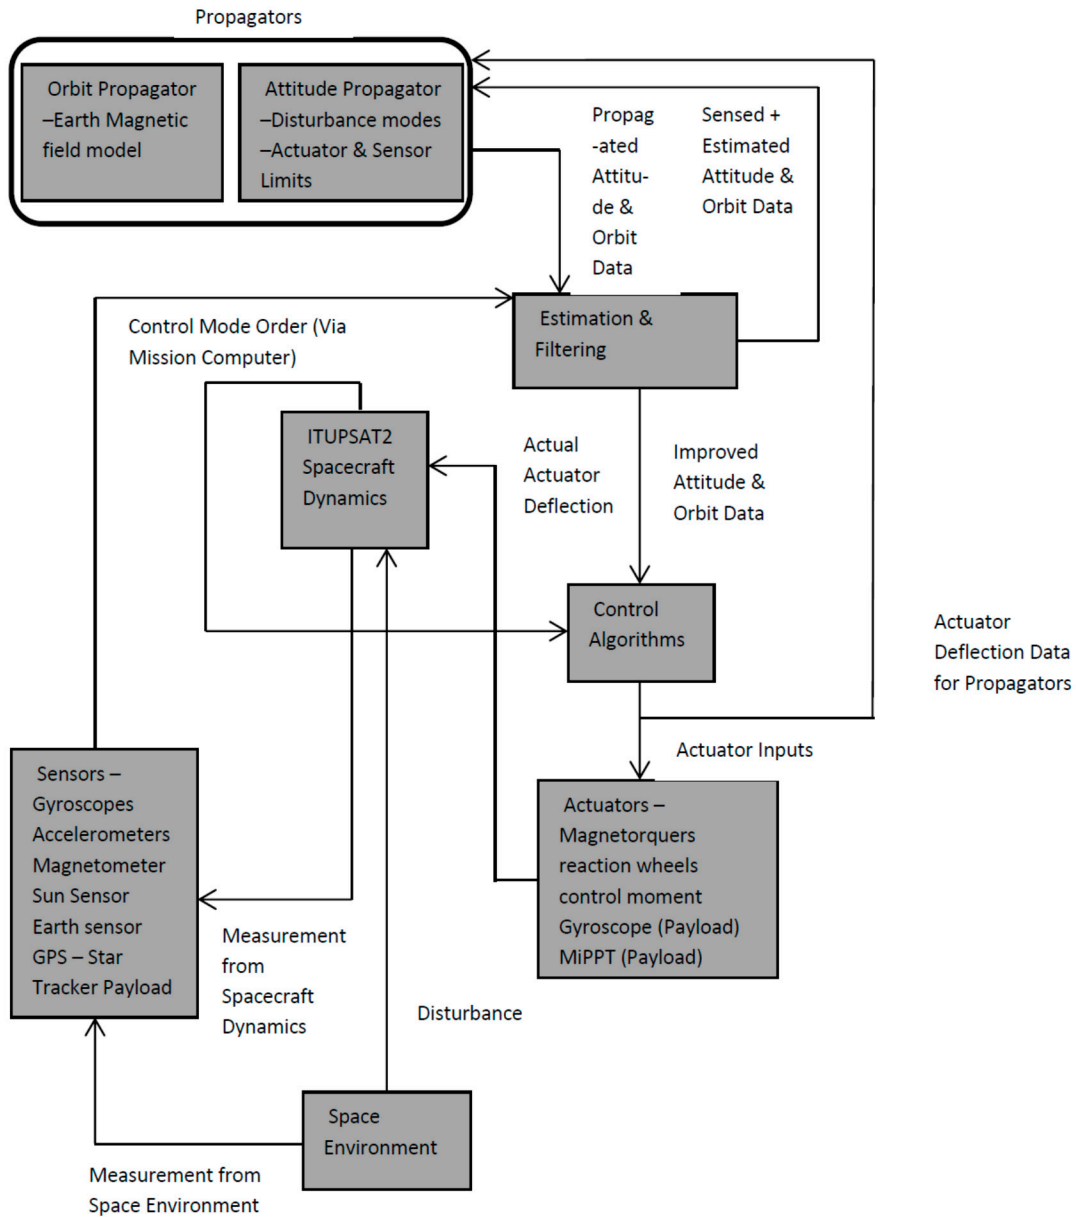 Propagators
Orbit Propagator
–Earth Magnetic
field model
Attitude Propagator
–Disturbance modes
–Actuator & Sensor
Limits
Propag
-ated
Attitu-
de &
Orbit
Data
Sensed +
Estimated
Attitude &
Orbit Data
Control Mode Order (Via
Mission Computer)
Estimation &
Filtering
ITUPSAT2
Spacecraft
Dynamics
Actual
Actuator
Deflection
Improved
Attitude &
Orbit Data
Control
Algorithms
Actuator
Deflection Data
for Propagators
Actuator Inputs
Sensors –
Gyroscopes
Accelerometers
Magnetometer
Sun Sensor
Earth sensor
GPS – Star
Tracker Payload
Actuators –
Magnetorquers
reaction wheels
control moment
Gyroscope (Payload)
MiPPT (Payload)
Measurement
from
Spacecraft
Dynamics
Disturbance
Space
Environment
Measurement from
Space Environment